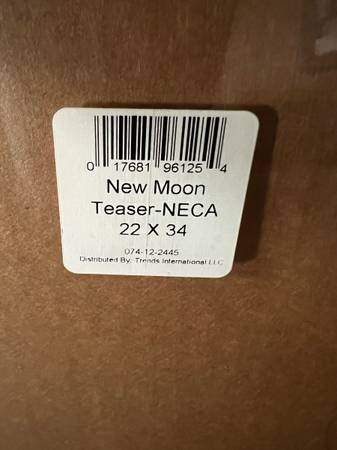 0 17681 96125 4
New Moon
Teaser-NECA
22 X 34
074-12-2445
Distributed By: Trends International LLC